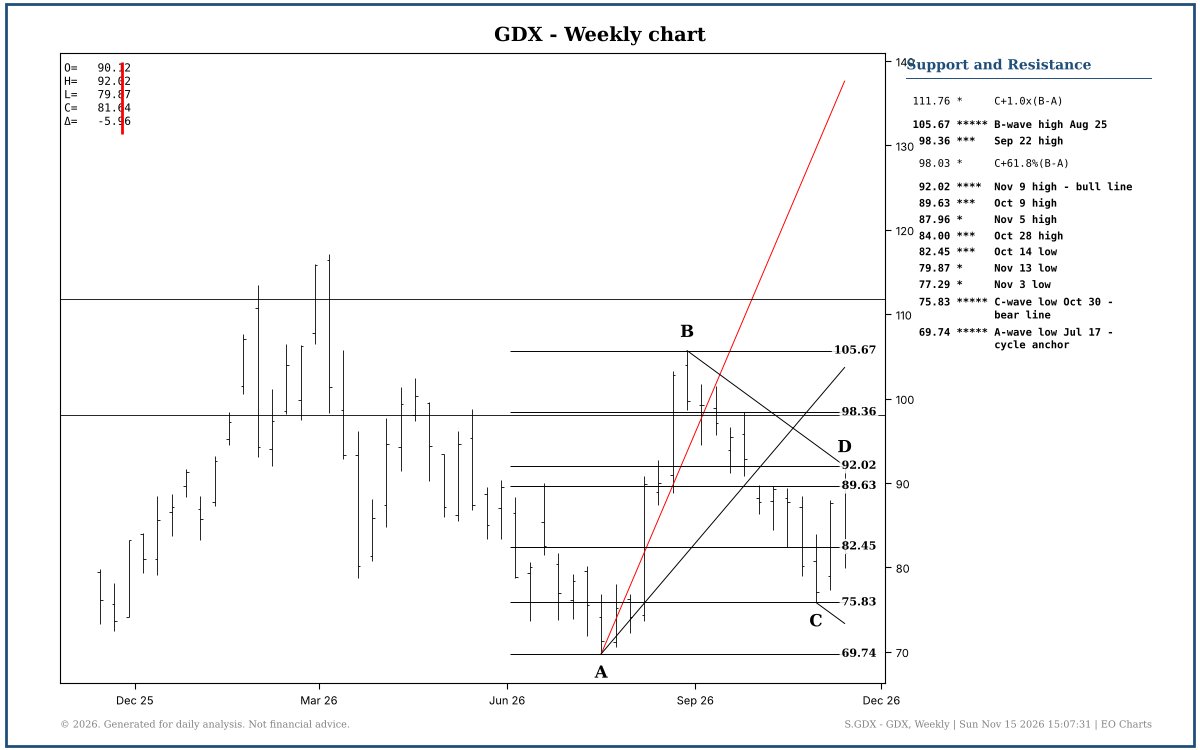 GDX - Weekly chart
O= 90.12
H= 92.02
L= 79.87
C= 81.64
Δ= -5.96
140
130
120
110
100
90
80
70
B
105.67
98.36
D
92.02
89.63
82.45
75.83
C
69.74
A
Dec 25
Mar 26
Jun 26
Sep 26
Dec 26
Support and Resistance
111.76 * C+1.0x(B-A)
105.67 ***** B-wave high Aug 25
98.36 *** Sep 22 high
98.03 * C+61.8%(B-A)
92.02 **** Nov 9 high - bull line
89.63 *** Oct 9 high
87.96 * Nov 5 high
84.00 *** Oct 28 high
82.45 *** Oct 14 low
79.87 * Nov 13 low
77.29 * Nov 3 low
75.83 ***** C-wave low Oct 30 -
bear line
69.74 ***** A-wave low Jul 17 -
cycle anchor
© 2026. Generated for daily analysis. Not financial advice.
S.GDX - GDX, Weekly | Sun Nov 15 2026 15:07:31 | EO Charts